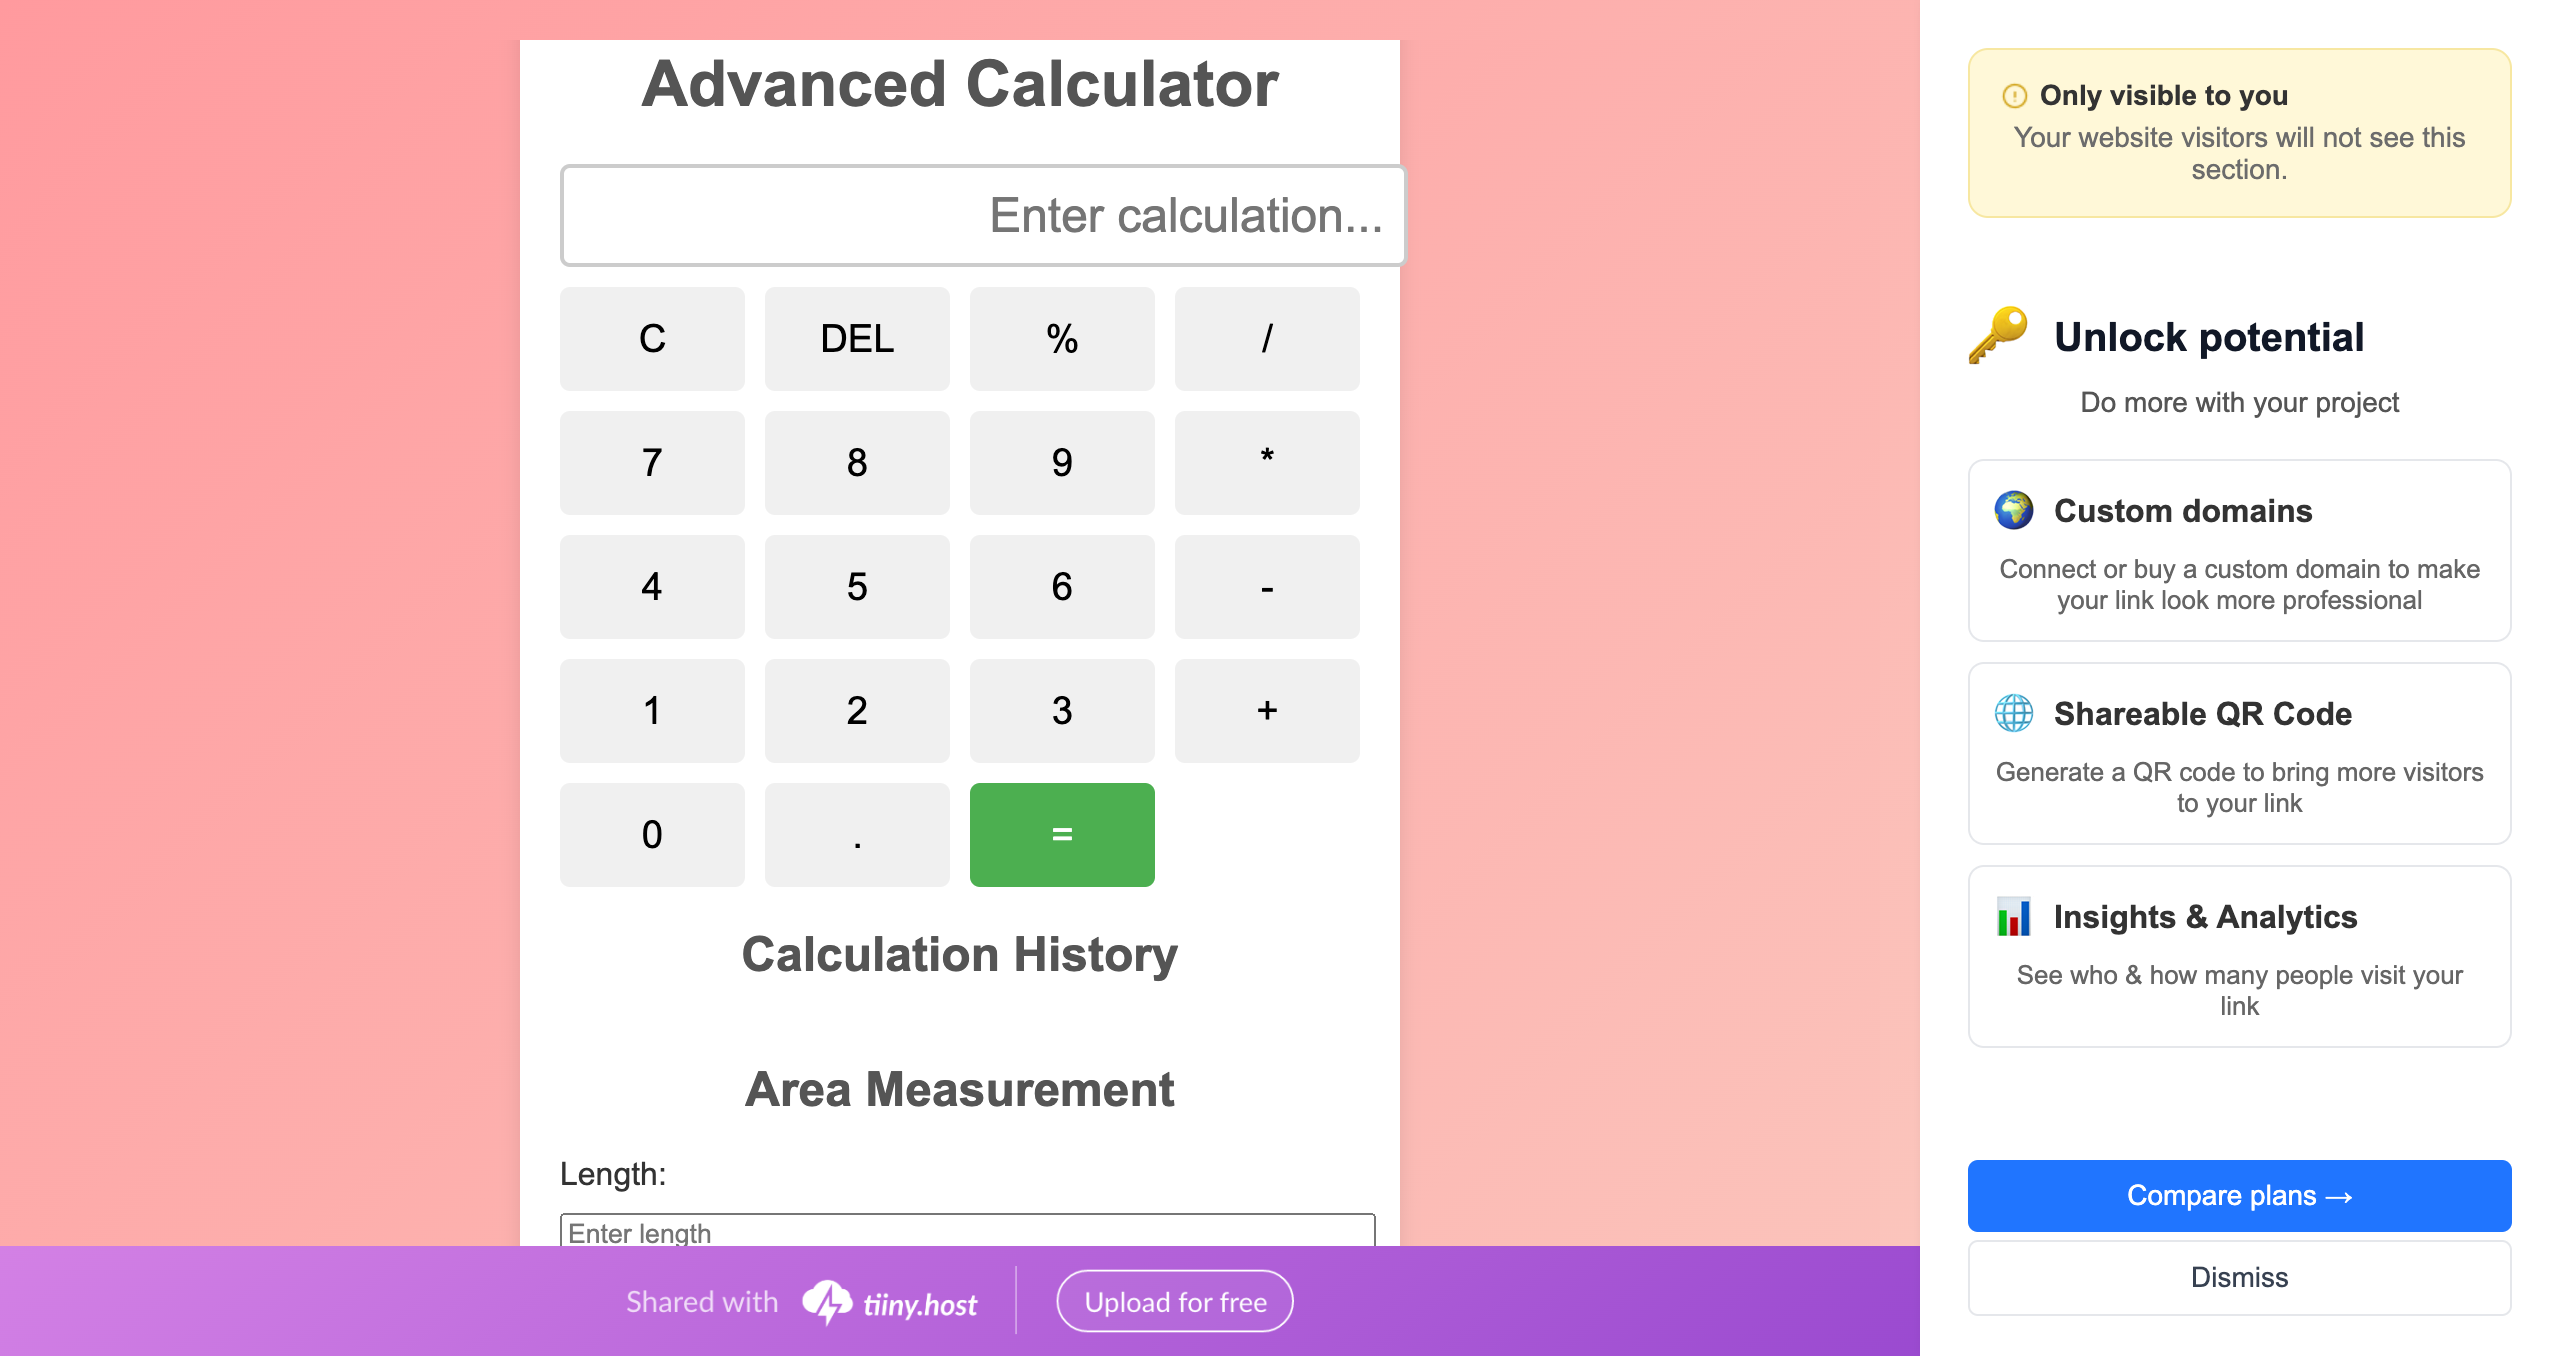 Advanced Calculator
Enter calculation...
C DEL % /
7 8 9 *
4 5 6 -
1 2 3 +
0 . =
Calculation History
Area Measurement
Length:
Enter length
Shared with tiiny.host Upload for free
Only visible to you
Your website visitors will not see this
section.
Unlock potential
Do more with your project
Custom domains
Connect or buy a custom domain to make
your link look more professional
Shareable QR Code
Generate a QR code to bring more visitors
to your link
Insights & Analytics
See who & how many people visit your
link
Compare plans →
Dismiss